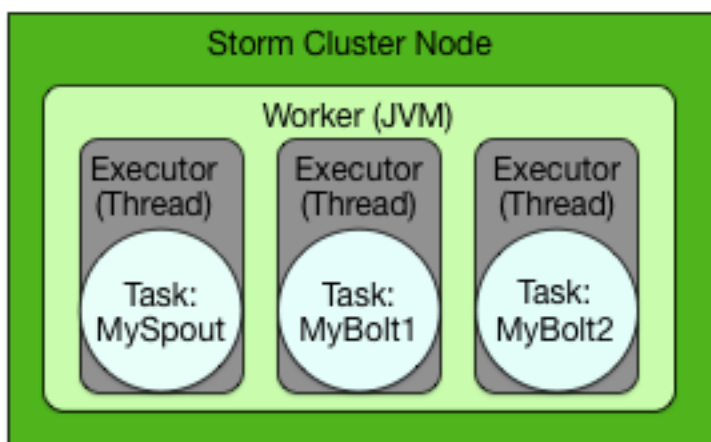 Storm Cluster Node
Worker (JVM)
Executor
(Thread)
Task:
MySpout
Executor
(Thread)
Task:
MyBolt1
Executor
(Thread)
Task:
MyBolt2